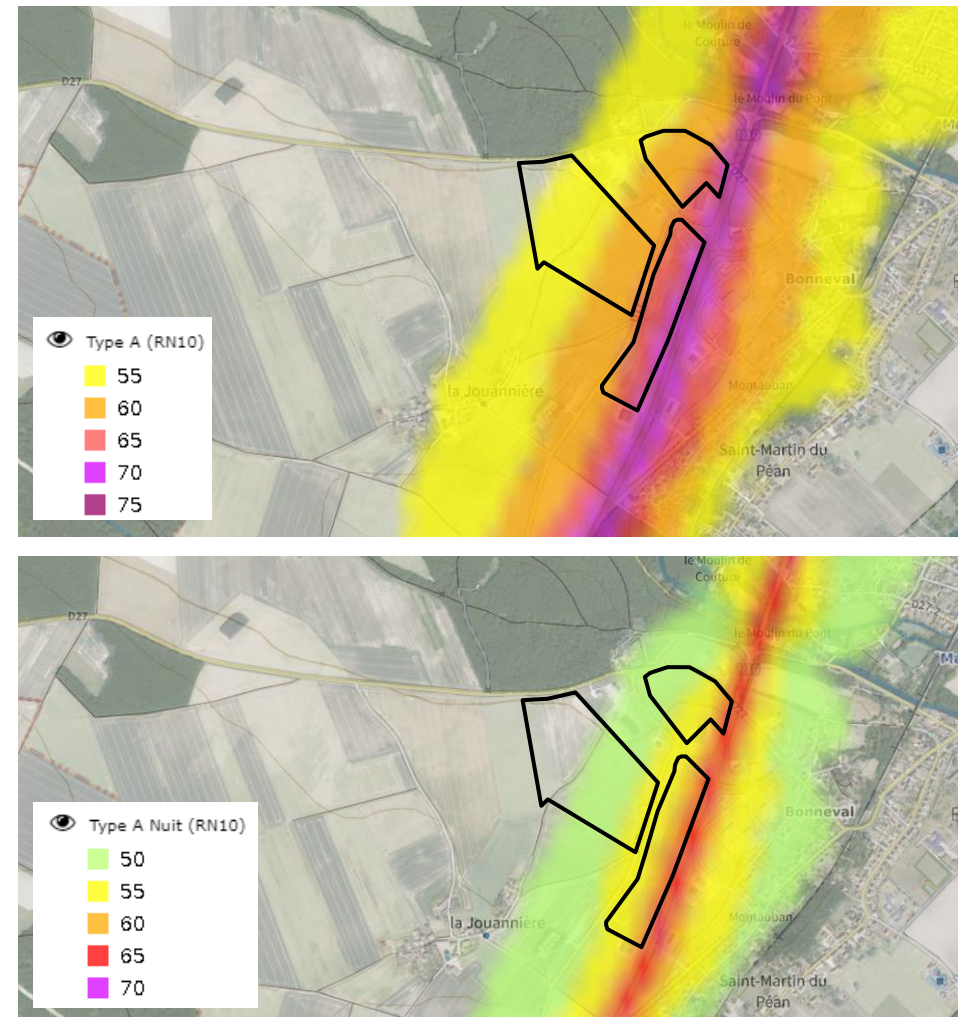 le Moulin de
Couture
D27
le Moulin du Pont
D27
Bonneval
Type A (RN10)
55
60
65
70
75
la Jouannière
Montauban
Saint-Martin du
Péan
le Moulin de
Couture
D27
D27-2
le Moulin du Pont
Bonneval
Type A Nuit (RN10)
50
55
60
65
70
la Jouannière
Montauban
Saint-Martin du
Péan